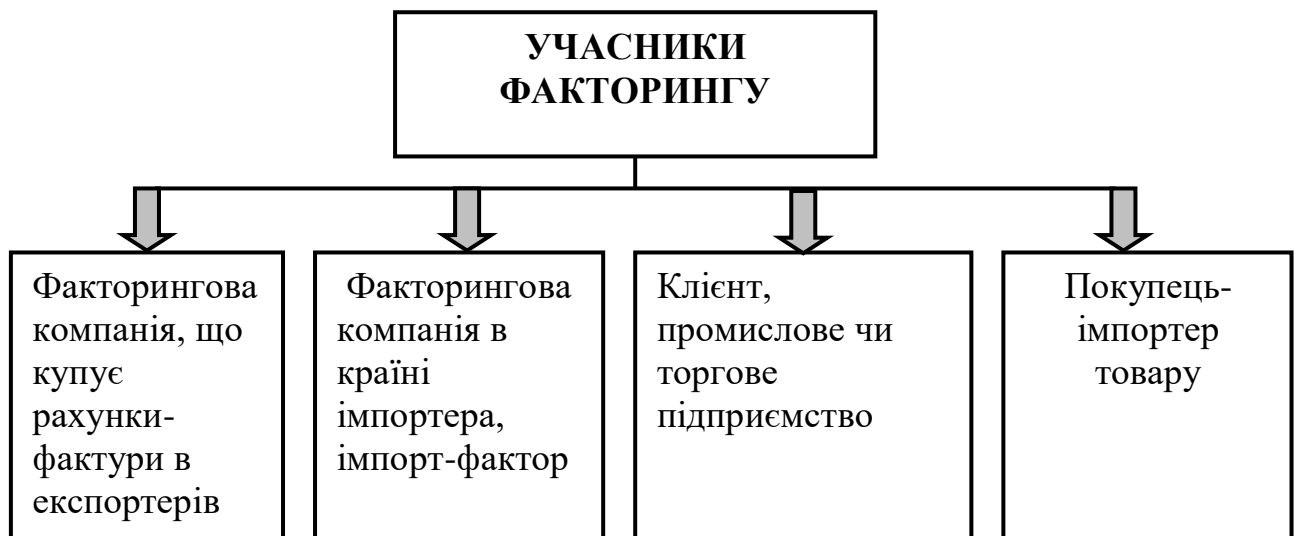 УЧАСНИКИ
ФАКТОРИНГУ
Факторингова
компанія, що
купує
рахунки-
фактури в
експортерів
Факторингова
компанія в
країні
імпортера,
імпорт-фактор
Клієнт,
промислове чи
торгове
підприємство
Покупець-
імпортер
товару